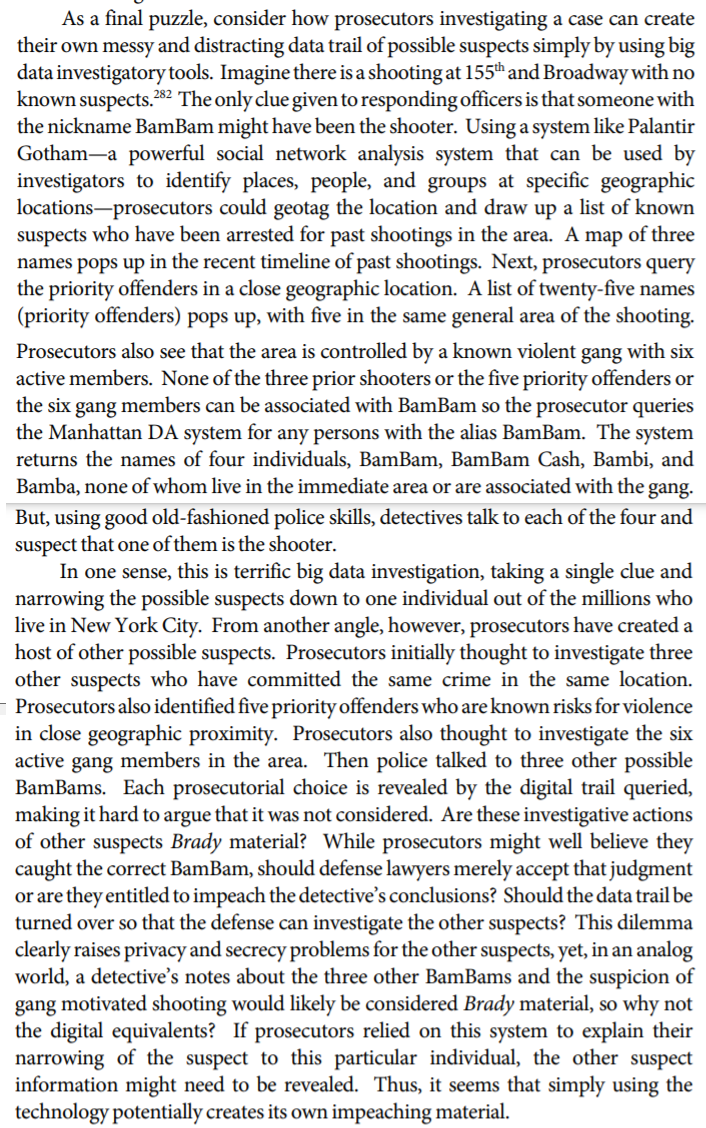 As a final puzzle, consider how prosecutors investigating a case can create
their own messy and distracting data trail of possible suspects simply by using big
data investigatory tools. Imagine there is a shooting at 155th and Broadway with no
known suspects.282 The only clue given to responding officers is that someone with
the nickname BamBam might have been the shooter. Using a system like Palantir
Gotham—a powerful social network analysis system that can be used by
investigators to identify places, people, and groups at specific geographic
locations—prosecutors could geotag the location and draw up a list of known
suspects who have been arrested for past shootings in the area. A map of three
names pops up in the recent timeline of past shootings. Next, prosecutors query
the priority offenders in a close geographic location. A list of twenty-five names
(priority offenders) pops up, with five in the same general area of the shooting.
Prosecutors also see that the area is controlled by a known violent gang with six
active members. None of the three prior shooters or the five priority offenders or
the six gang members can be associated with BamBam so the prosecutor queries
the Manhattan DA system for any persons with the alias BamBam. The system
returns the names of four individuals, BamBam, BamBam Cash, Bambi, and
Bamba, none of whom live in the immediate area or are associated with the gang.
But, using good old-fashioned police skills, detectives talk to each of the four and
suspect that one of them is the shooter.
In one sense, this is terrific big data investigation, taking a single clue and
narrowing the possible suspects down to one individual out of the millions who
live in New York City. From another angle, however, prosecutors have created a
host of other possible suspects. Prosecutors initially thought to investigate three
other suspects who have committed the same crime in the same location.
Prosecutors also identified five priority offenders who are known risks for violence
in close geographic proximity. Prosecutors also thought to investigate the six
active gang members in the area. Then police talked to three other possible
BamBams. Each prosecutorial choice is revealed by the digital trail queried,
making it hard to argue that it was not considered. Are these investigative actions
of other suspects Brady material? While prosecutors might well believe they
caught the correct BamBam, should defense lawyers merely accept that judgment
or are they entitled to impeach the detective's conclusions? Should the data trail be
turned over so that the defense can investigate the other suspects? This dilemma
clearly raises privacy and secrecy problems for the other suspects, yet, in an analog
world, a detective's notes about the three other BamBams and the suspicion of
gang motivated shooting would likely be considered Brady material, so why not
the digital equivalents? If prosecutors relied on this system to explain their
narrowing of the suspect to this particular individual, the other suspect
information might need to be revealed. Thus, it seems that simply using the
technology potentially creates its own impeaching material.